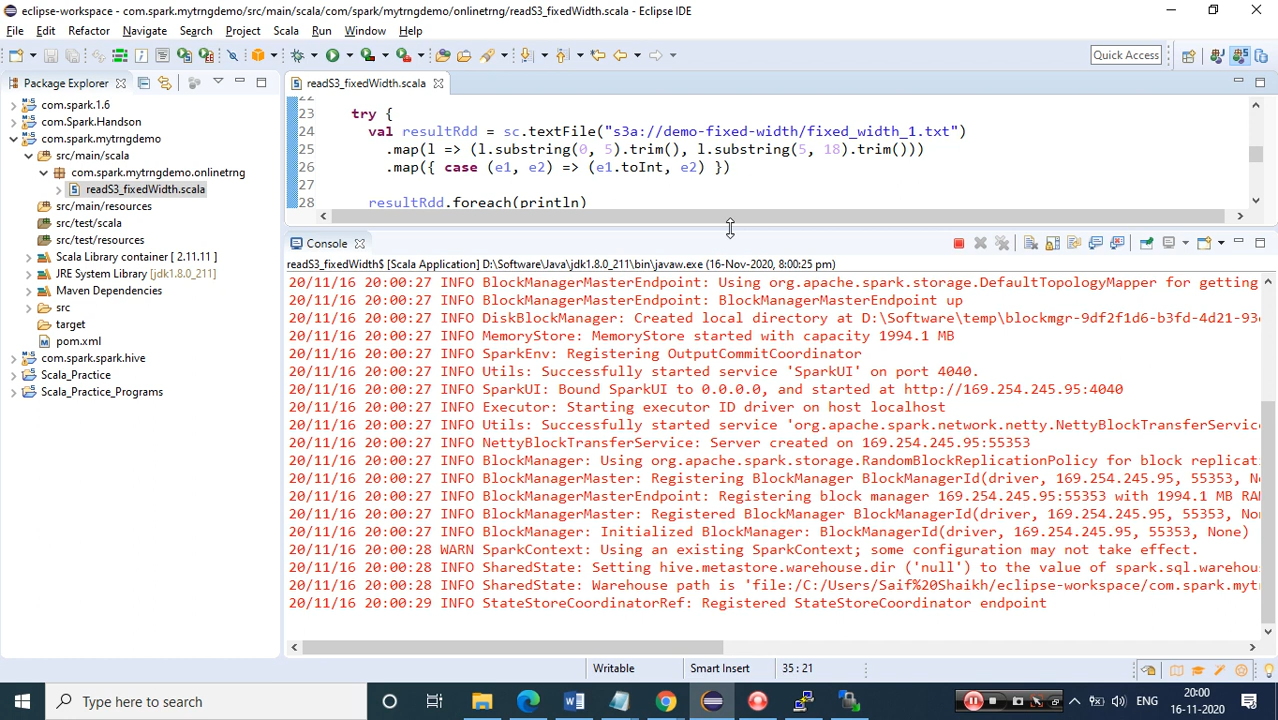 eclipse-workspace - com.spark.mytrngdemo/src/main/scala/com/spark/mytrngdemo/onlinetrng/readS3_fixedWidth.scala - Eclipse IDE
File Edit Refactor Navigate Search Project Scala Run Window Help
Quick Access
Package Explorer
com.spark.1.6
com.Spark.Handson
com.spark.mytrngdemo
src/main/scala
com.spark.mytrngdemo.onlinetrng
readS3_fixedWidth.scala
src/main/resources
src/test/scala
src/test/resources
Scala Library container [ 2.11.11 ]
JRE System Library [jdk1.8.0_211]
Maven Dependencies
src
target
pom.xml
com.spark.spark.hive
Scala_Practice
Scala_Practice_Programs
readS3_fixedWidth.scala
22
23 try {
24 val resultRdd = sc.textFile("s3a://demo-fixed-width/fixed_width_1.txt")
25 .map(l => (l.substring(0, 5).trim(), l.substring(5, 18).trim()))
26 .map({ case (e1, e2) => (e1.toInt, e2) })
27
28 resultRdd.foreach(println)
Console
readS3_fixedWidth$ [Scala Application] D:\Software\Java\jdk1.8.0_211\bin\javaw.exe (16-Nov-2020, 8:00:25 pm)
20/11/16 20:00:27 INFO BlockManagerMasterEndpoint: Using org.apache.spark.storage.DefaultTopologyMapper for getting
20/11/16 20:00:27 INFO BlockManagerMasterEndpoint: BlockManagerMasterEndpoint up
20/11/16 20:00:27 INFO DiskBlockManager: Created local directory at D:\Software\temp\blockmgr-9df2f1d6-b3fd-4d21-93
20/11/16 20:00:27 INFO MemoryStore: MemoryStore started with capacity 1994.1 MB
20/11/16 20:00:27 INFO SparkEnv: Registering OutputCommitCoordinator
20/11/16 20:00:27 INFO Utils: Successfully started service 'SparkUI' on port 4040.
20/11/16 20:00:27 INFO SparkUI: Bound SparkUI to 0.0.0.0, and started at http://169.254.245.95:4040
20/11/16 20:00:27 INFO Executor: Starting executor ID driver on host localhost
20/11/16 20:00:27 INFO Utils: Successfully started service 'org.apache.spark.network.netty.NettyBlockTransferServic
20/11/16 20:00:27 INFO NettyBlockTransferService: Server created on 169.254.245.95:55353
20/11/16 20:00:27 INFO BlockManager: Using org.apache.spark.storage.RandomBlockReplicationPolicy for block replicat
20/11/16 20:00:27 INFO BlockManagerMaster: Registering BlockManager BlockManagerId(driver, 169.254.245.95, 55353, No
20/11/16 20:00:27 INFO BlockManagerMasterEndpoint: Registering block manager 169.254.245.95:55353 with 1994.1 MB RA
20/11/16 20:00:27 INFO BlockManagerMaster: Registered BlockManager BlockManagerId(driver, 169.254.245.95, 55353, Non
20/11/16 20:00:27 INFO BlockManager: Initialized BlockManager: BlockManagerId(driver, 169.254.245.95, 55353, None)
20/11/16 20:00:28 WARN SparkContext: Using an existing SparkContext; some configuration may not take effect.
20/11/16 20:00:28 INFO SharedState: Setting hive.metastore.warehouse.dir ('null') to the value of spark.sql.warehous
20/11/16 20:00:28 INFO SharedState: Warehouse path is 'file:/C:/Users/Saif%20Shaikh/eclipse-workspace/com.spark.myt
20/11/16 20:00:29 INFO StateStoreCoordinatorRef: Registered StateStoreCoordinator endpoint
Writable Smart Insert 35 : 21
Type here to search
ENG
20:00
16-11-2020